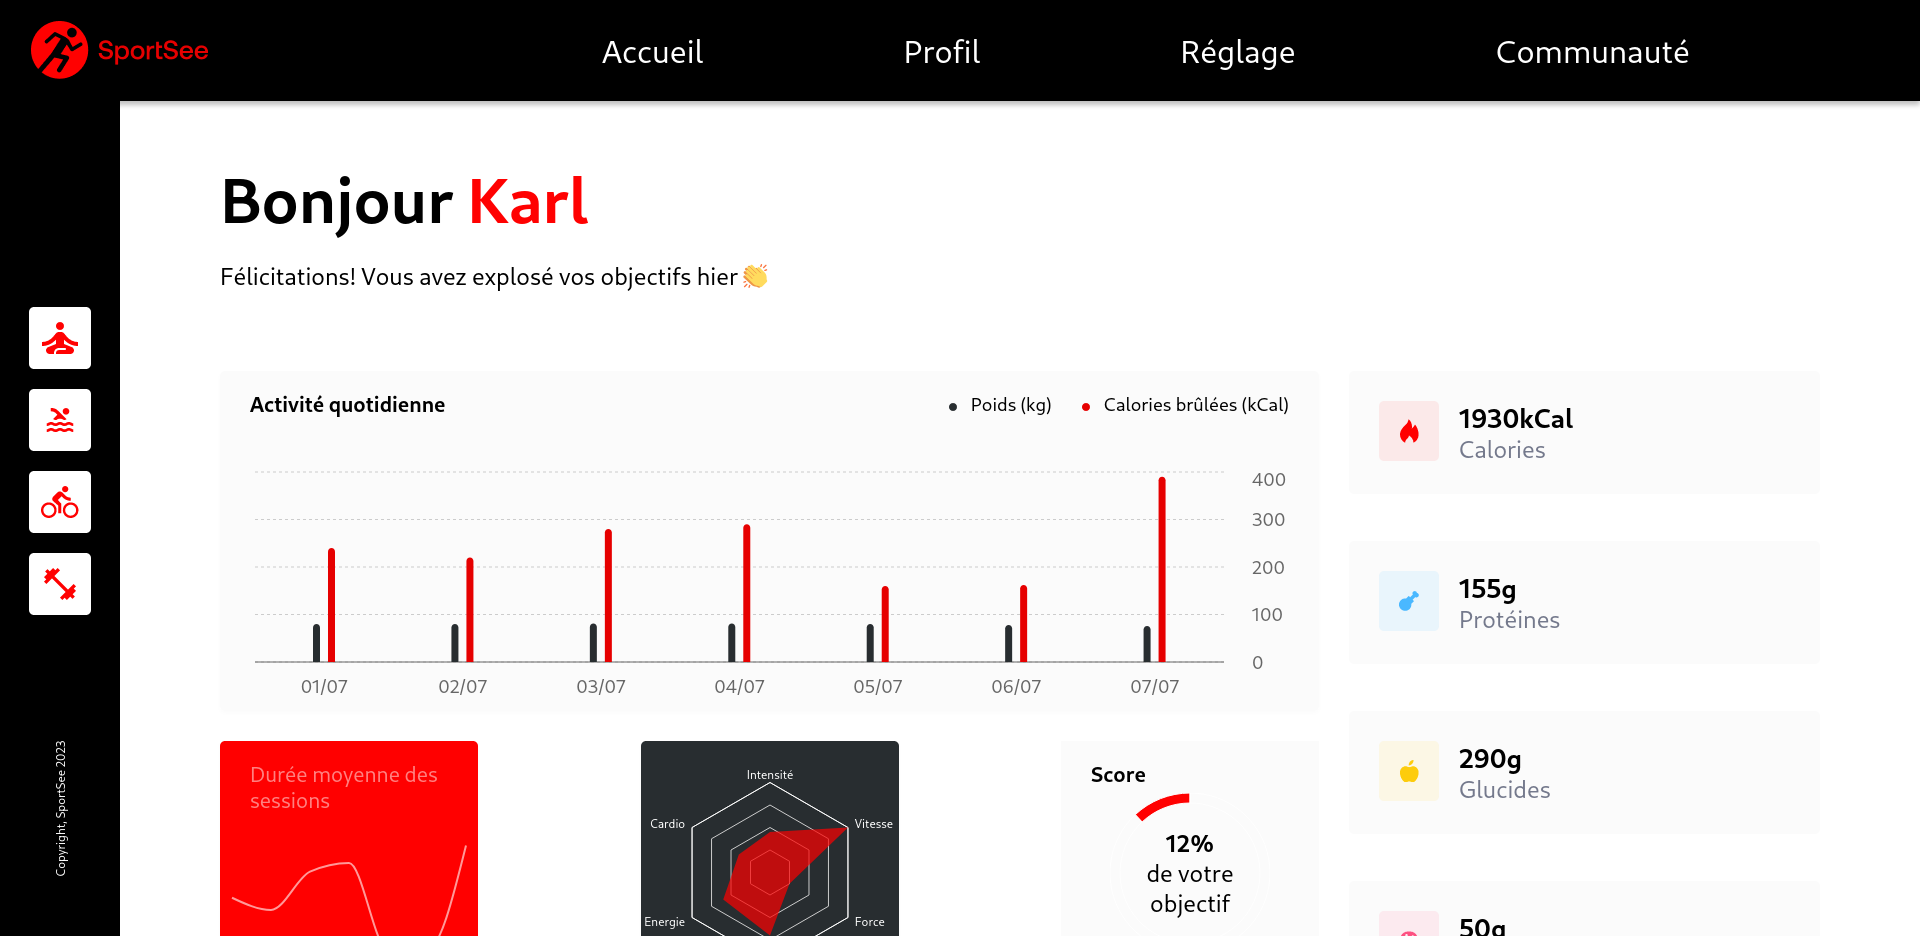 SportSee
Accueil
Profil
Réglage
Communauté
Bonjour Karl
Félicitations! Vous avez explosé vos objectifs hier 👏
Activité quotidienne
Poids (kg)
Calories brûlées (kCal)
400
300
200
100
0
01/07
02/07
03/07
04/07
05/07
06/07
07/07
1930kCal
Calories
155g
Protéines
290g
Glucides
50g
Durée moyenne des
sessions
Intensité
Cardio
Vitesse
Energie
Force
Score
12%
de votre
objectif
Copyright, SportSee 2023